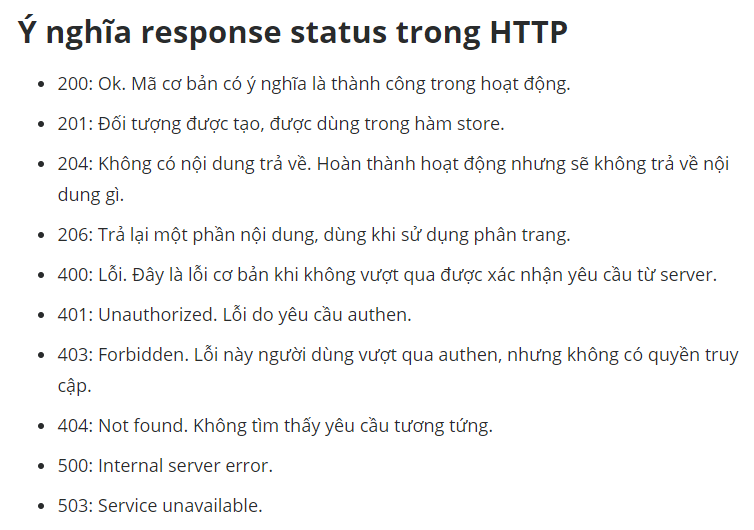 Ý nghĩa response status trong HTTP
200: Ok. Mã cơ bản có ý nghĩa là thành công trong hoạt động.
201: Đối tượng được tạo, được dùng trong hàm store.
204: Không có nội dung trả về. Hoàn thành hoạt động nhưng sẽ không trả về nội
dung gì.
206: Trả lại một phần nội dung, dùng khi sử dụng phân trang.
400: Lỗi. Đây là lỗi cơ bản khi không vượt qua được xác nhận yêu cầu từ server.
401: Unauthorized. Lỗi do yêu cầu authen.
403: Forbidden. Lỗi này người dùng vượt qua authen, nhưng không có quyền truy
cập.
404: Not found. Không tìm thấy yêu cầu tương tứng.
500: Internal server error.
503: Service unavailable.